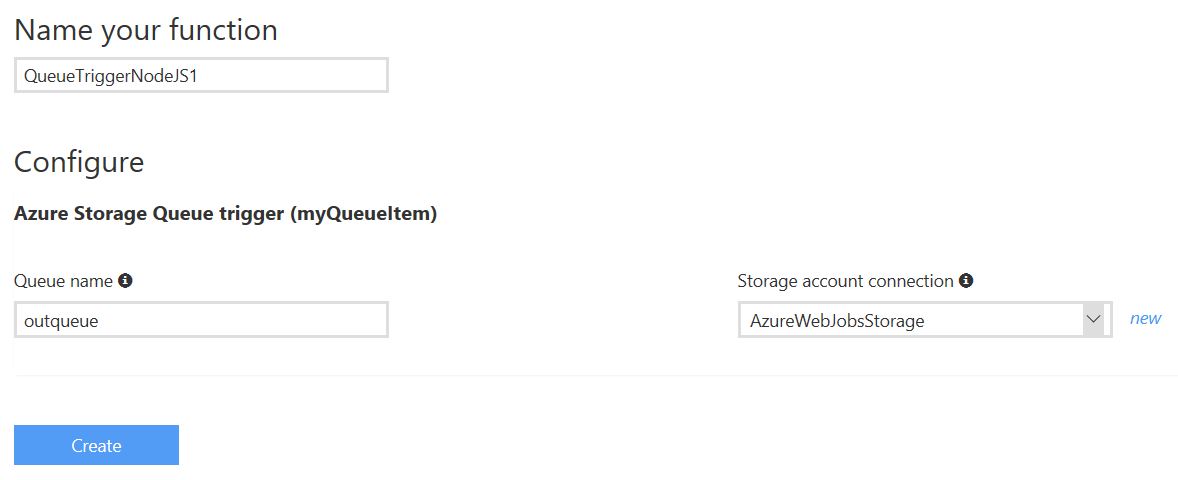 Name your function
QueueTriggerNodeJS1
Configure
Azure Storage Queue trigger (myQueueItem)
Queue name
Storage account connection
outqueue
AzureWebJobsStorage
new
Create